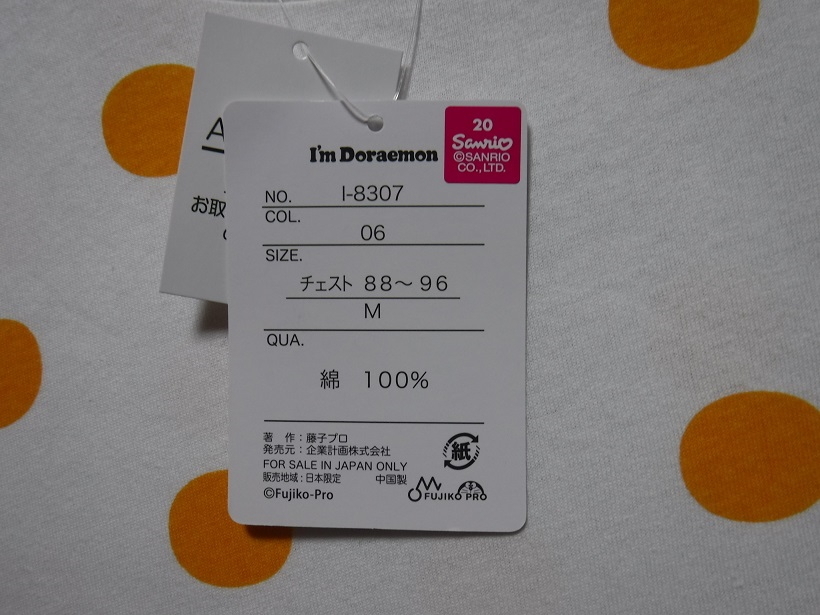 20
Sanrio
©SANRIO
CO.,LTD.
I'm Doraemon
NO. I-8307
COL.
06
SIZE.
チェスト 88～96
M
QUA.
綿 100%
著 作：藤子プロ
発売元：企業計画株式会社
FOR SALE IN JAPAN ONLY
販売地域：日本限定 中国製
©Fujiko-Pro
紙
FUJIKO PRO
A
お取